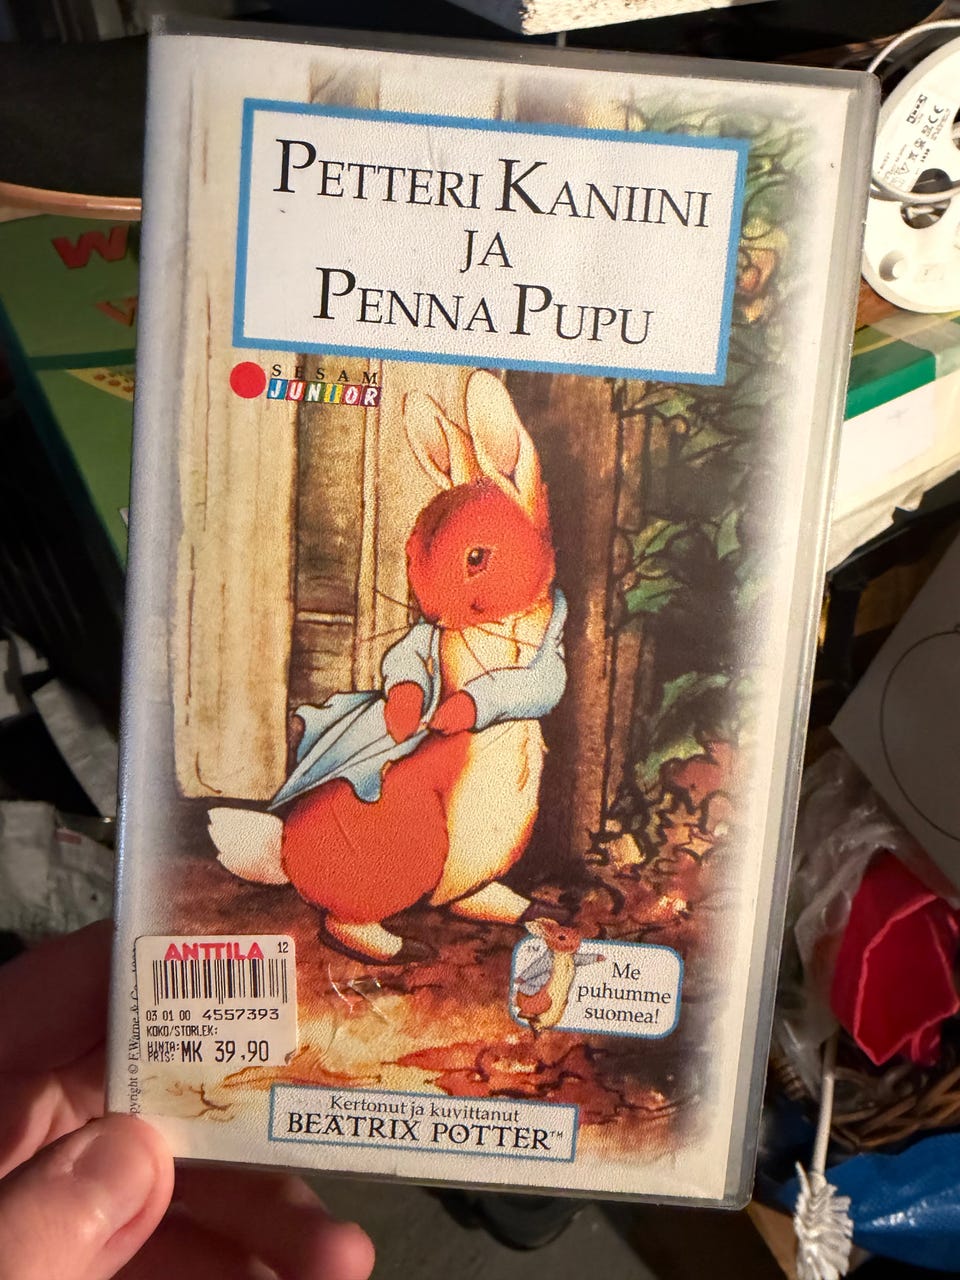 PETTERI KANIINI
JA
PENNA PUPU
SESAM
JUNIOR
Me
puhumme
suomea!
ANTTILA 12
03 01 00 4557393
KOKO/STORLEK:
HINTA:
PRIS: MK 39,90
Kertonut ja kuvittanut
BEATRIX POTTER™